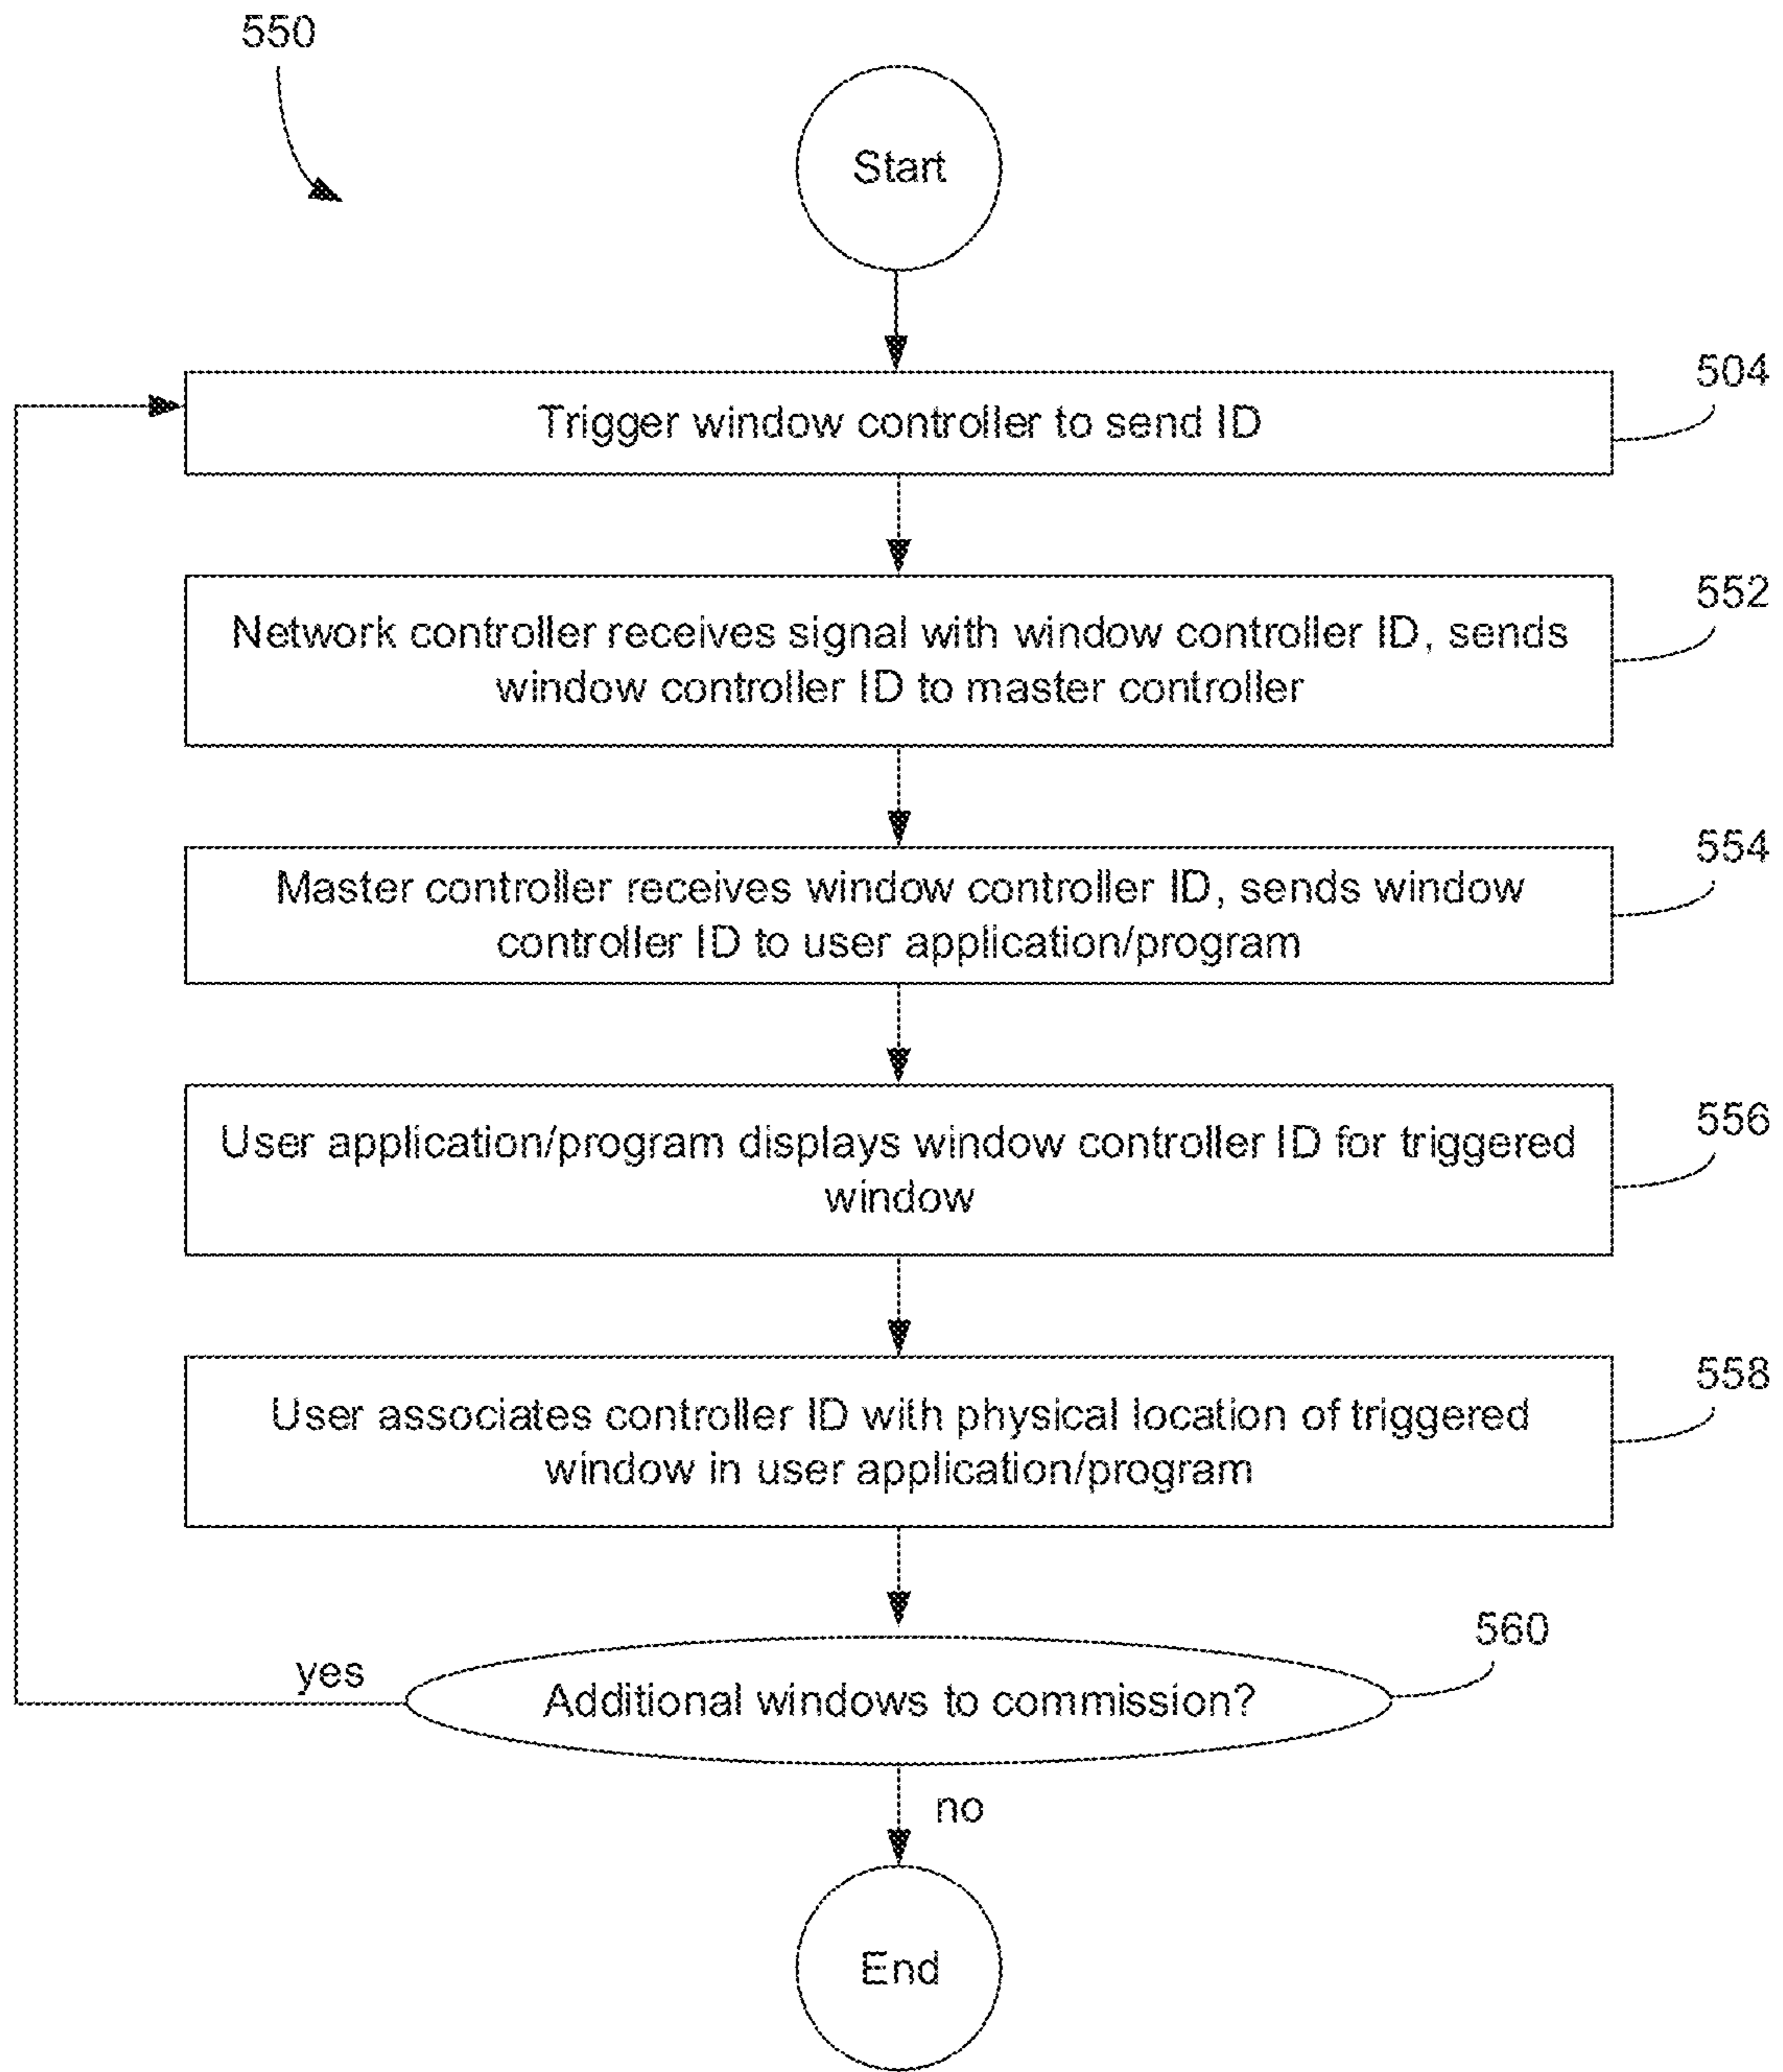 550
Start
504
Trigger window controller to send ID
552
Network controller receives signal with window controller ID, sends
window controller ID to master controller
554
Master controller receives window controller ID, sends window
controller ID to user application/program
556
User application/program displays window controller ID for triggered
window
558
User associates controller ID with physical location of triggered
window in user application/program
560
yes
Additional windows to commission?
no
End